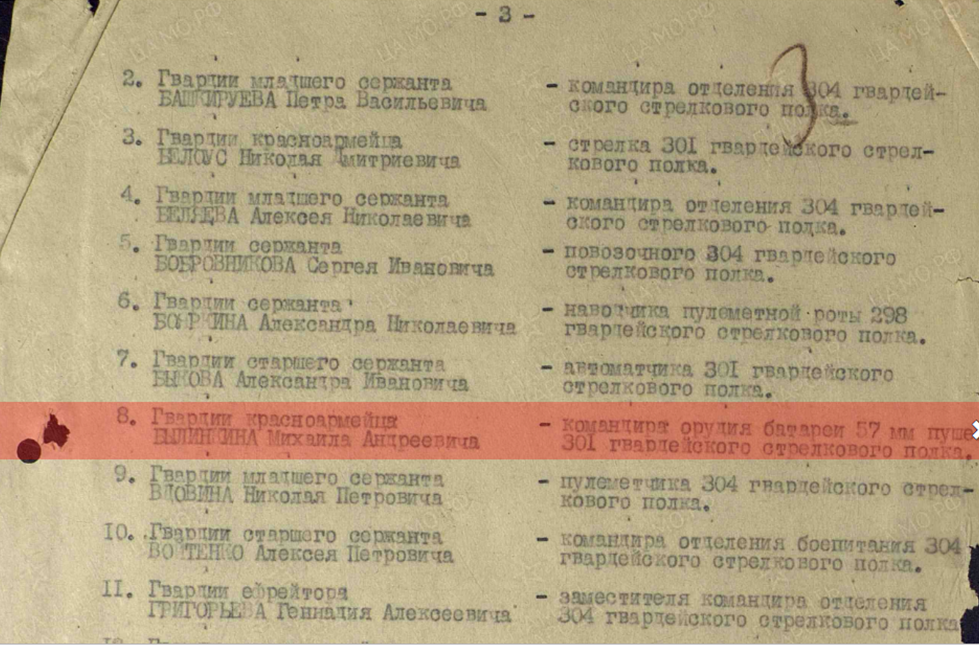 - 3 -
2. Гвардии младшего сержанта - командира отделения 304 гвардей-
БАШКИРУЕВА Петра Васильевича ского стрелкового полка.
3. Гвардии красноармейца - стрелка 301 гвардейского стрел-
БЕЛОУС Николая Дмитриевича кового полка.
4. Гвардии младшего сержанта - командира отделения 304 гвардей-
БЕЛЯЕВА Алексея Николаевича ского стрелкового полка.
5. Гвардии сержанта - повозочного 304 гвардейского
БОБРОВНИКОВА Сергея Ивановича стрелкового полка.
6. Гвардии сержанта - наводчика пулеметной роты 298
Александра Николаевича гвардейского стрелкового полка.
7. Гвардии старшего сержанта - автоматчика 301 гвардейского
БЫКОВА Александра Ивановича стрелкового полка.
8. Гвардии красноармейца - командира орудия батареи 57 мм пуше
БЫЛИНКИНА Михаила Андреевича 301 гвардейского стрелкового полка.
9. Гвардии младшего сержанта - пулеметчика 304 гвардейского стрел-
ВДОВИНА Николая Петровича кового полка.
10. Гвардии старшего сержанта - командира отделения боепитания 304
ВОЙТЕНКО Алексея Петровича гвардейского стрелкового полка.
11. Гвардии ефрейтора - заместителя командира отделения
ГРИГОРЬЕВА Геннадия Алексеевича 304 гвардейского стрелкового полка
ЦА МО.РФ